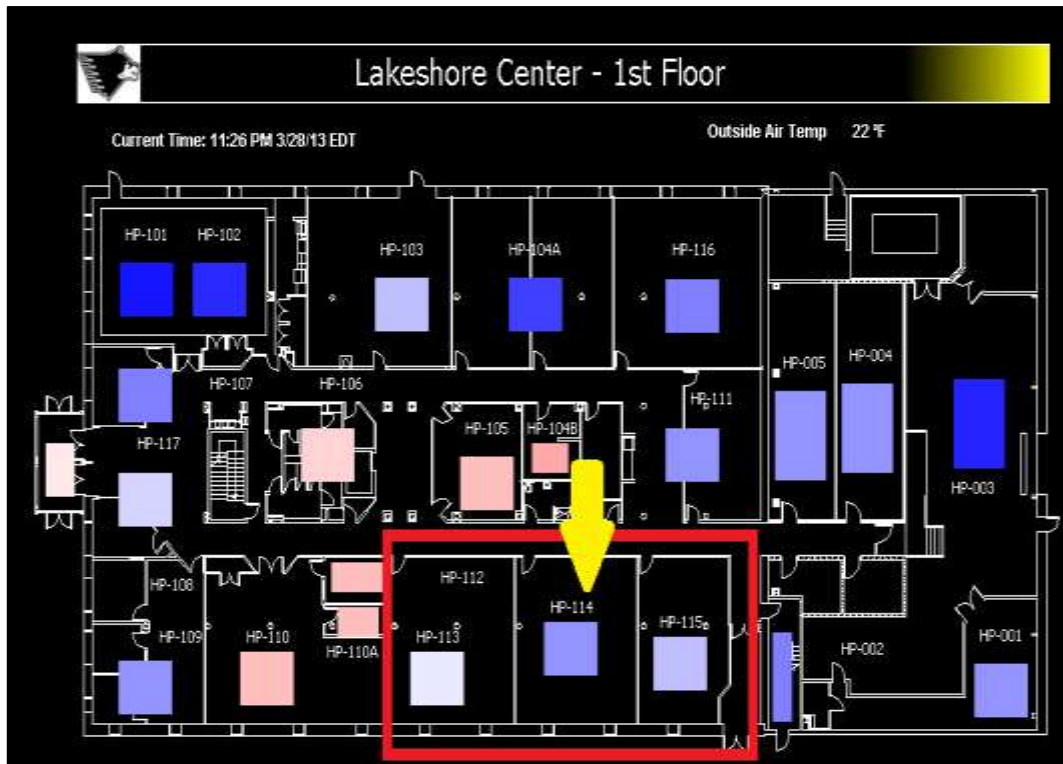 Lakeshore Center - 1st Floor
Current Time: 11:26 PM 3/28/13 EDT
Outside Air Temp 22 °F
HP-101
HP-102
HP-103
HP-104A
HP-116
HP-107
HP-106
HP-005
HP-004
HP-111
HP-117
HP-105
HP-104B
HP-003
HP-108
HP-112
HP-114
HP-109
HP-110
HP-113
HP-115
HP-001
HP-110A
HP-002